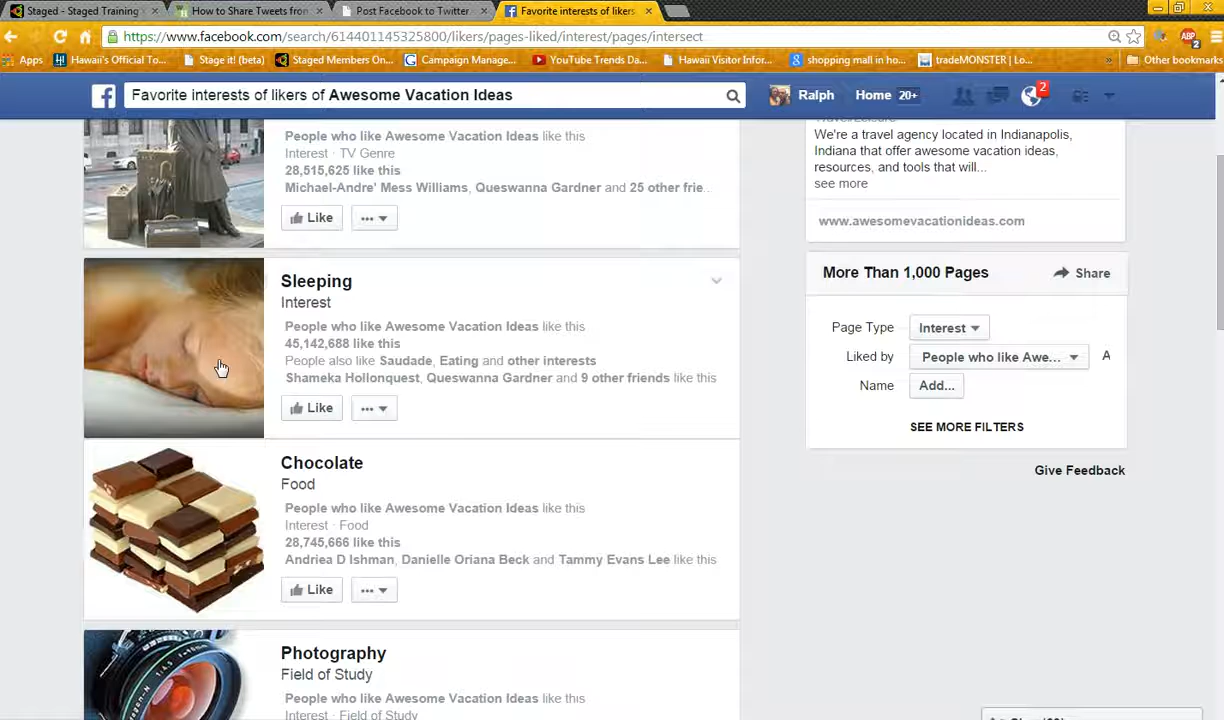 Staged - Staged Training
How to Share Tweets from
Post Facebook to Twitter
Favorite interests of likers
https://www.facebook.com/search/614401145325800/likers/pages-liked/interest/pages/intersect
ABP
2
Apps
Hawaii's Official To...
Stage it! (beta)
Staged Members On...
Campaign Manage...
YouTube Trends Da...
Hawaii Visitor Infor...
shopping mall in ho...
tradeMONSTER | Lo...
»
Other bookmarks
Favorite interests of likers of Awesome Vacation Ideas
Ralph
Home 20+
2
People who like Awesome Vacation Ideas like this
Interest · TV Genre
28,515,625 like this
Michael-Andre' Mess Williams, Queswanna Gardner and 25 other frie...
Like
Sleeping
Interest
People who like Awesome Vacation Ideas like this
45,142,688 like this
People also like Saudade, Eating and other interests
Shameka Hollonquest, Queswanna Gardner and 9 other friends like this
Like
Chocolate
Food
People who like Awesome Vacation Ideas like this
Interest · Food
28,745,666 like this
Andriea D Ishman, Danielle Oriana Beck and Tammy Evans Lee like this
Like
Photography
Field of Study
People who like Awesome Vacation Ideas like this
Interest · Field of Study
We're a travel agency located in Indianapolis,
Indiana that offer awesome vacation ideas,
resources, and tools that will...
see more
www.awesomevacationideas.com
More Than 1,000 Pages
Share
Page Type
Interest
Liked by
People who like Awe...
A
Name
Add...
SEE MORE FILTERS
Give Feedback